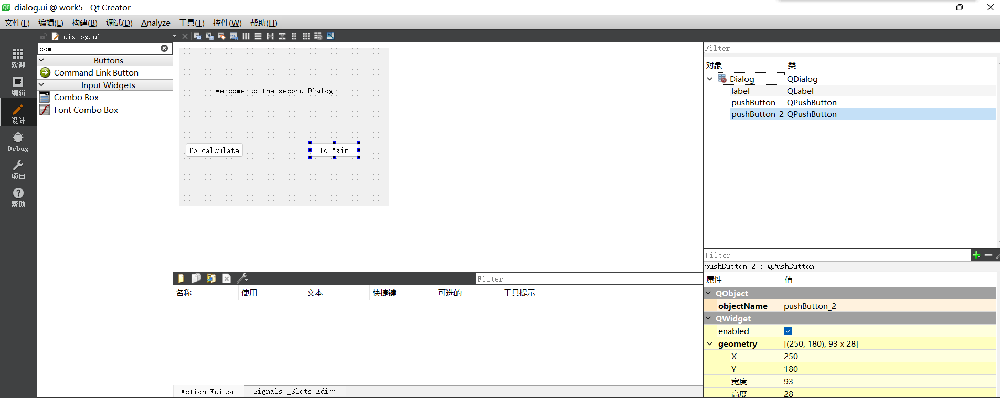 dialog.ui @ work5 - Qt Creator
文件(F) 编辑(E) 构建(B) 调试(D) Analyze 工具(T) 控件(W) 帮助(H)
dialog.ui
欢迎
编辑
设计
Debug
项目
帮助
com
Buttons
Command Link Button
Input Widgets
Combo Box
Font Combo Box
welcome to the second Dialog!
To calculate
To Main
Filter
名称 使用 文本 快捷键 可选的 工具提示
Action Editor Signals _Slots Edi…
Filter
对象 类
Dialog QDialog
label QLabel
pushButton QPushButton
pushButton_2 QPushButton
Filter
pushButton_2 : QPushButton
属性 值
QObject
objectName pushButton_2
QWidget
enabled
geometry [(250, 180), 93 x 28]
X 250
Y 180
宽度 93
高度 28